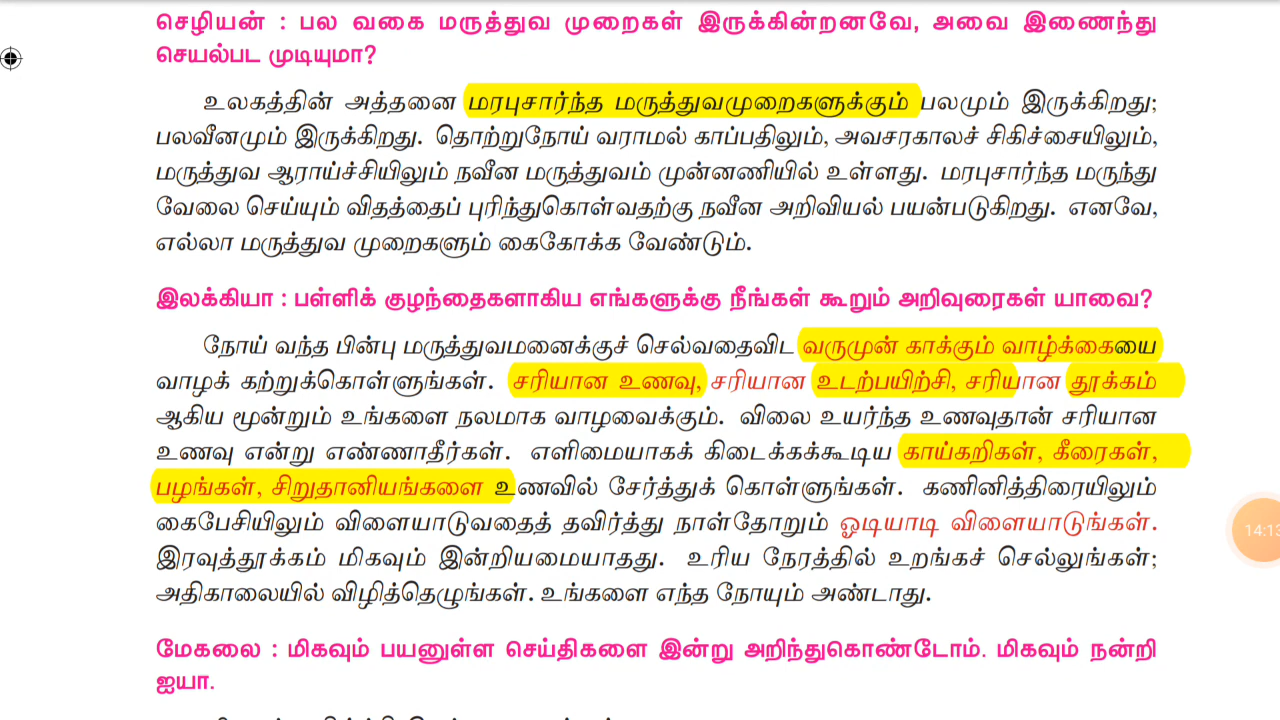 செழியன் : பல வகை மருத்துவ முறைகள் இருக்கின்றனவே, அவை இணைந்து
செயல்பட முடியுமா?
உலகத்தின் அத்தனை மரபுசார்ந்த மருத்துவமுறைகளுக்கும் பலமும் இருக்கிறது;
பலவீனமும் இருக்கிறது. தொற்றுநோய் வராமல் காப்பதிலும், அவசரகாலச் சிகிச்சையிலும்,
மருத்துவ ஆராய்ச்சியிலும் நவீன மருத்துவம் முன்னணியில் உள்ளது. மரபுசார்ந்த மருந்து
வேலை செய்யும் விதத்தைப் புரிந்துகொள்வதற்கு நவீன அறிவியல் பயன்படுகிறது. எனவே,
எல்லா மருத்துவ முறைகளும் கைகோக்க வேண்டும்.
இலக்கியா : பள்ளிக் குழந்தைகளாகிய எங்களுக்கு நீங்கள் கூறும் அறிவுரைகள் யாவை?
நோய் வந்த பின்பு மருத்துவமனைக்குச் செல்வதைவிட வருமுன் காக்கும் வாழ்க்கையை
வாழக் கற்றுக்கொள்ளுங்கள். சரியான உணவு, சரியான உடற்பயிற்சி, சரியான தூக்கம்
ஆகிய மூன்றும் உங்களை நலமாக வாழவைக்கும். விலை உயர்ந்த உணவுதான் சரியான
உணவு என்று எண்ணாதீர்கள். எளிமையாகக் கிடைக்கக்கூடிய காய்கறிகள், கீரைகள்,
பழங்கள், சிறுதானியங்களை உணவில் சேர்த்துக் கொள்ளுங்கள். கணினித்திரையிலும்
கைபேசியிலும் விளையாடுவதைத் தவிர்த்து நாள்தோறும் ஓடியாடி விளையாடுங்கள்.
இரவுத்தூக்கம் மிகவும் இன்றியமையாதது. உரிய நேரத்தில் உறங்கச் செல்லுங்கள்;
அதிகாலையில் விழித்தெழுங்கள். உங்களை எந்த நோயும் அண்டாது.
மேகலை : மிகவும் பயனுள்ள செய்திகளை இன்று அறிந்துகொண்டோம். மிகவும் நன்றி
ஐயா.
14:13